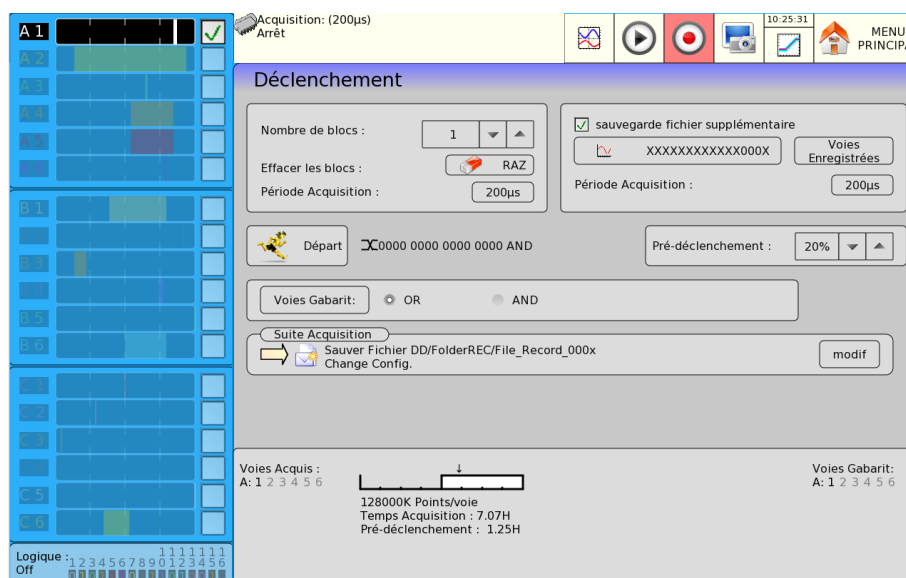 A 1
A 2
A 3
A 4
A 5
B 1
B 3
B 5
B 6
C 1
C 2
C 3
C 5
C 6
Logique :
Off
1 2 3 4 5 6 7 8 9 0 1 2 3 4 5 6
1 1 1 1 1 1 1
Acquisition: (200µs)
Arrêt
10:25:31
MENU
PRINCIPA
Déclenchement
Nombre de blocs :
1
Effacer les blocs :
RAZ
Période Acquisition :
200µs
sauvegarde fichier supplémentaire
XXXXXXXXXXXX000X
Voies
Enregistrées
Période Acquisition :
200µs
Départ
0000 0000 0000 0000 AND
Pré-déclenchement :
20%
Voies Gabarit:
OR
AND
Suite Acquisition
Sauver Fichier DD/FolderREC/File_Record_000x
Change Config.
modif
Voies Acquis :
A: 1 2 3 4 5 6
128000K Points/voie
Temps Acquisition : 7.07H
Pré-déclenchement : 1.25H
Voies Gabarit:
A: 1 2 3 4 5 6